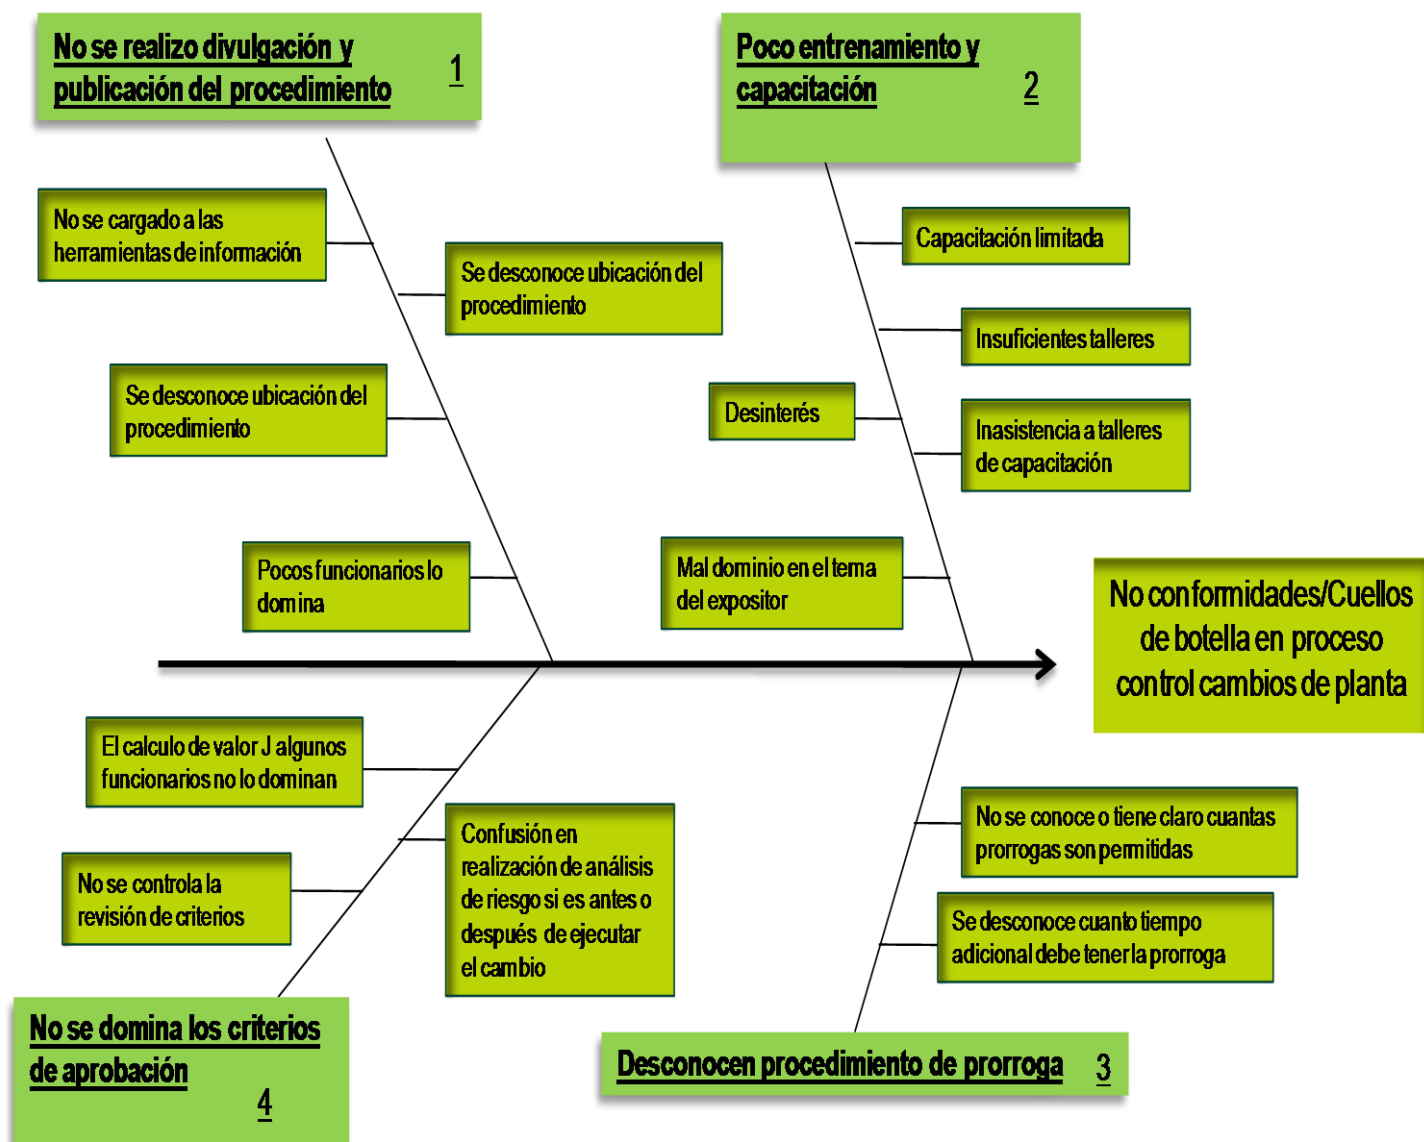 No se realizo divulgación y
publicación del procedimiento
1
Poco entrenamiento y
capacitación
2
No se cargado a las
herramientas de información
Se desconoce ubicación del
procedimiento
Se desconoce ubicación del
procedimiento
Pocos funcionarios lo
domina
Capacitación limitada
Insuficientes talleres
Desinterés
Inasistencia a talleres
de capacitación
Mal dominio en el tema
del expositor
No conformidades/Cuellos
de botella en proceso
control cambios de planta
El calculo de valor J algunos
funcionarios no lo dominan
No se controla la
revisión de criterios
Confusión en
realización de análisis
de riesgo si es antes o
después de ejecutar
el cambio
No se domina los criterios
de aprobación
4
No se conoce o tiene claro cuantas
prorrogas son permitidas
Se desconoce cuanto tiempo
adicional debe tener la prorroga
Desconocen procedimiento de prorroga
3